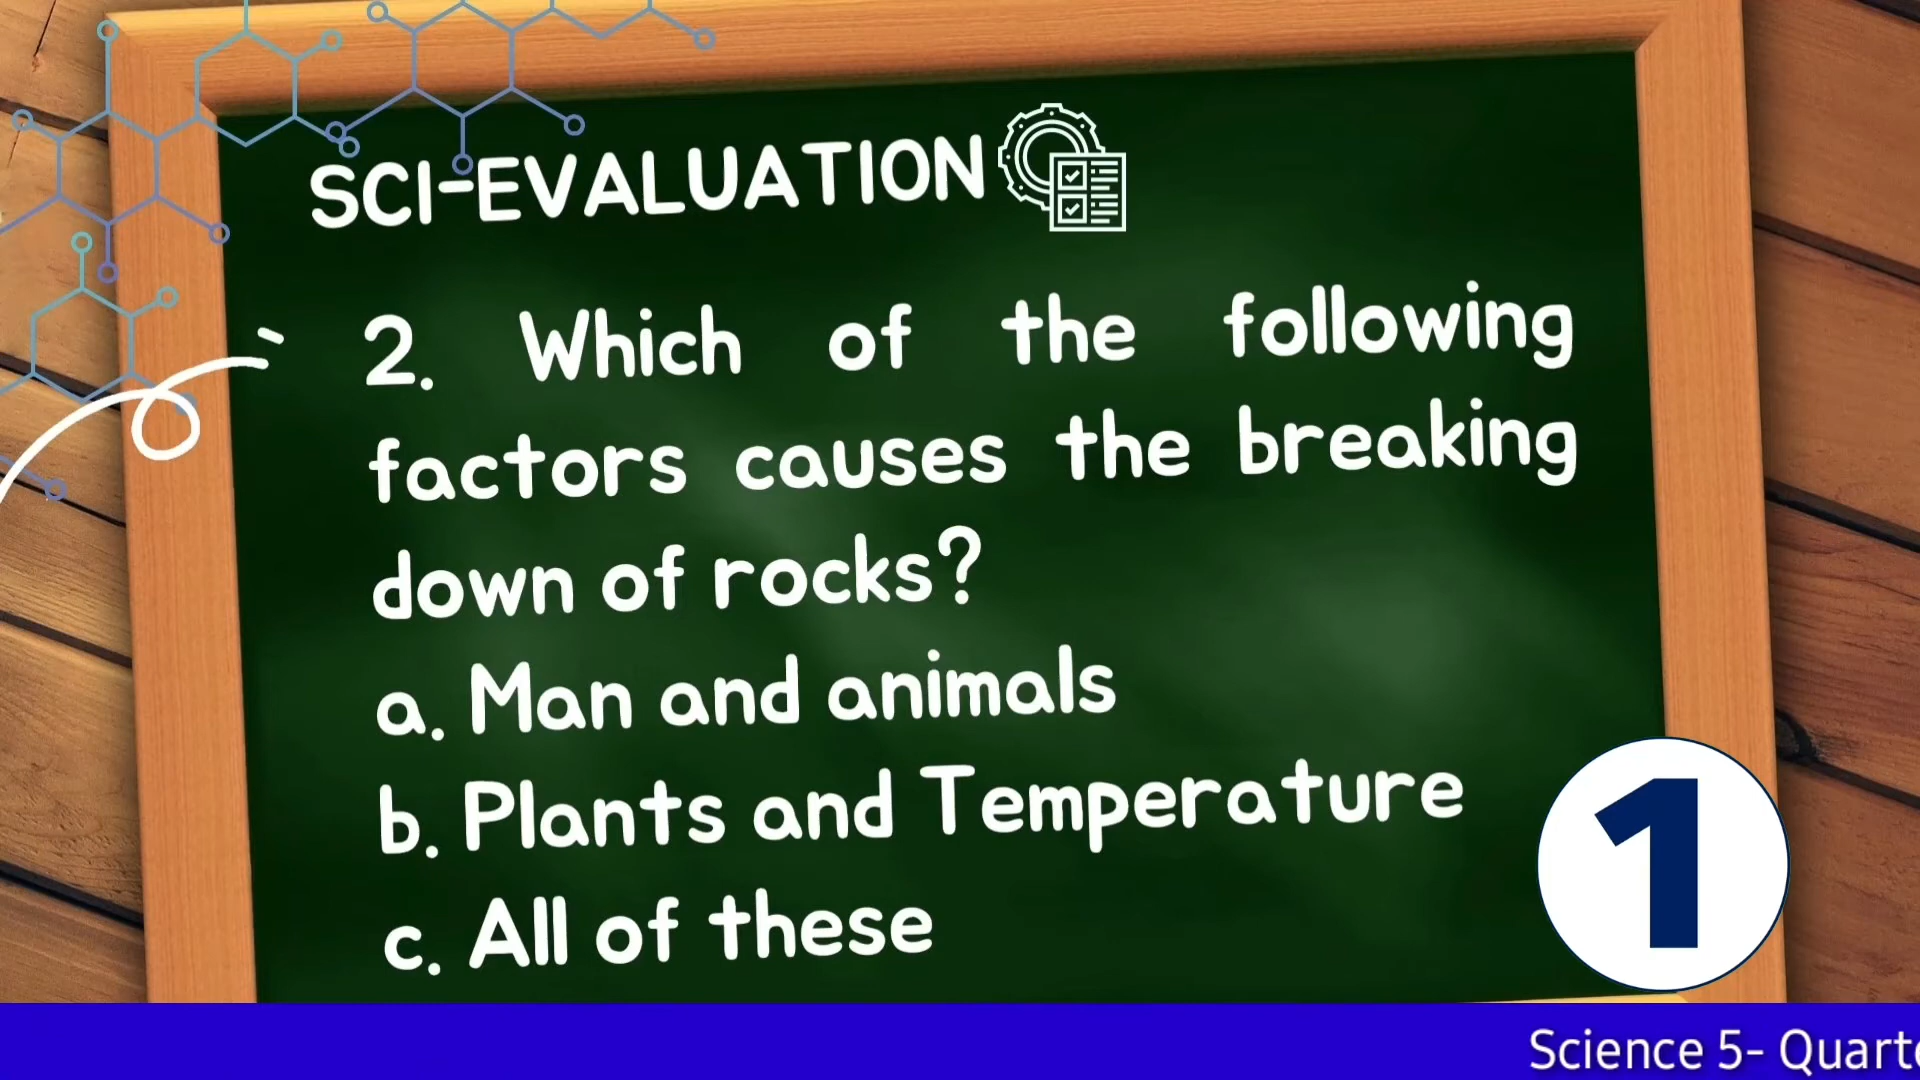 SCI-EVALUATION
2. Which of the following
factors causes the breaking
down of rocks?
a. Man and animals
b. Plants and Temperature
c. All of these
1
Science 5- Quarte